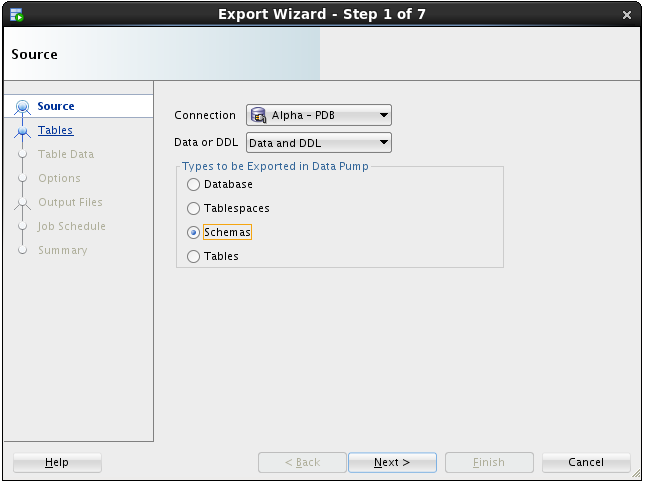 Export Wizard - Step 1 of 7
Source
Source
Tables
Table Data
Options
Output Files
Job Schedule
Summary
Connection Alpha - PDB
Data or DDL Data and DDL
Types to be Exported in Data Pump
Database
Tablespaces
Schemas
Tables
Help < Back Next > Finish Cancel